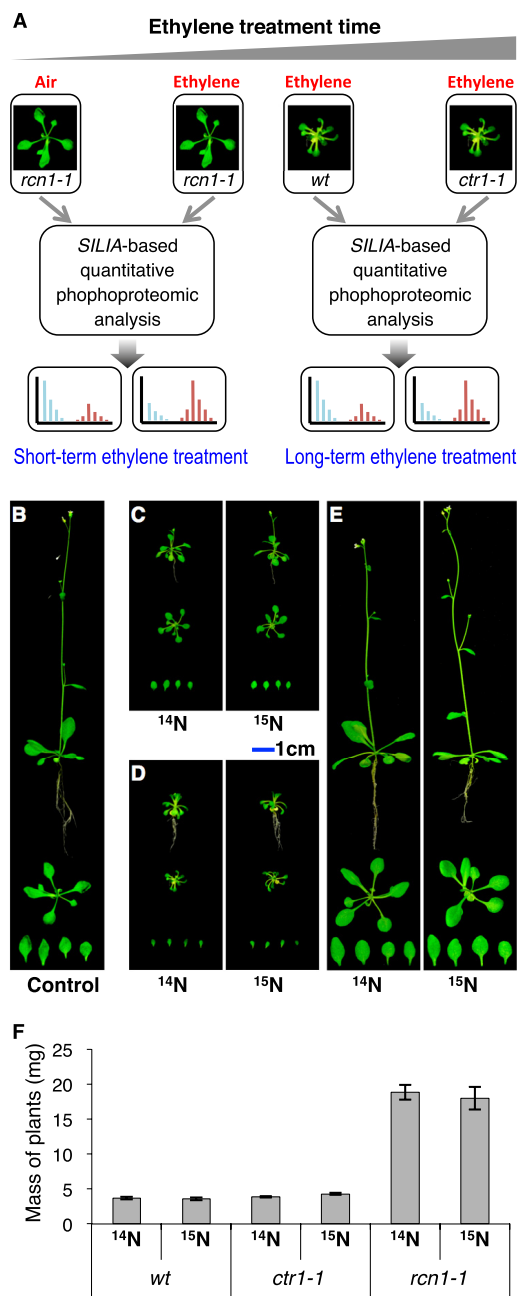 A
Ethylene treatment time
Air Ethylene Ethylene Ethylene
rcn1-1 rcn1-1 wt ctr1-1
SILIA-based
quantitative
phophoproteomic
analysis
SILIA-based
quantitative
phophoproteomic
analysis
Short-term ethylene treatment
Long-term ethylene treatment
B
Control
C
¹⁴N ¹⁵N
1cm
D
¹⁴N ¹⁵N
E
¹⁴N ¹⁵N
F
Mass of plants (mg)
25
20
15
10
5
0
¹⁴N ¹⁵N ¹⁴N ¹⁵N ¹⁴N ¹⁵N
wt ctr1-1 rcn1-1